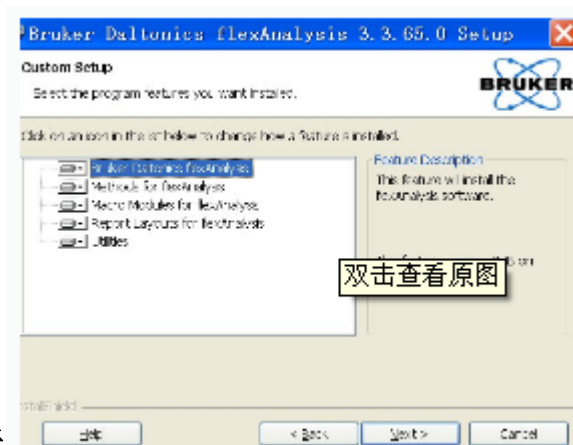 Bruker Daltonics flexAnalysis 3.3.65.0 Setup
Custom Setup
Select the program features you want installed.
BRUKER
Click on an icon in the list below to change how a feature is installed.
Bruker Daltonics flexAnalysis
Methods for flexAnalysis
Macro Modules for flexAnalysis
Report Layouts for flexAnalysis
Utilities
Feature Description
This feature will install the
flexAnalysis software.
on
双击查看原图
InstallShield
Help
< Back
Next >
Cancel